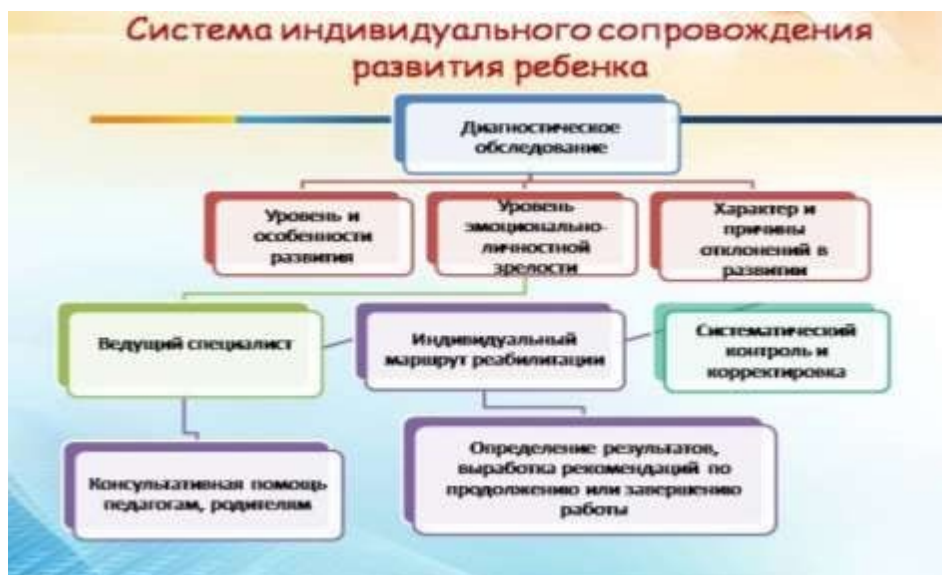 Система индивидуального сопровождения
развития ребенка
Диагностическое
обследование
Уровень и
особенности
развития
Уровень
эмоционально-
личностной
зрелости
Характер и
причины
отклонений в
развитии
Ведущий специалист
Индивидуальный
маршрут реабилитации
Систематический
контроль и
корректировка
Консультативная помощь
педагогам, родителям
Определение результатов,
выработка рекомендаций по
продолжению или завершению
работы